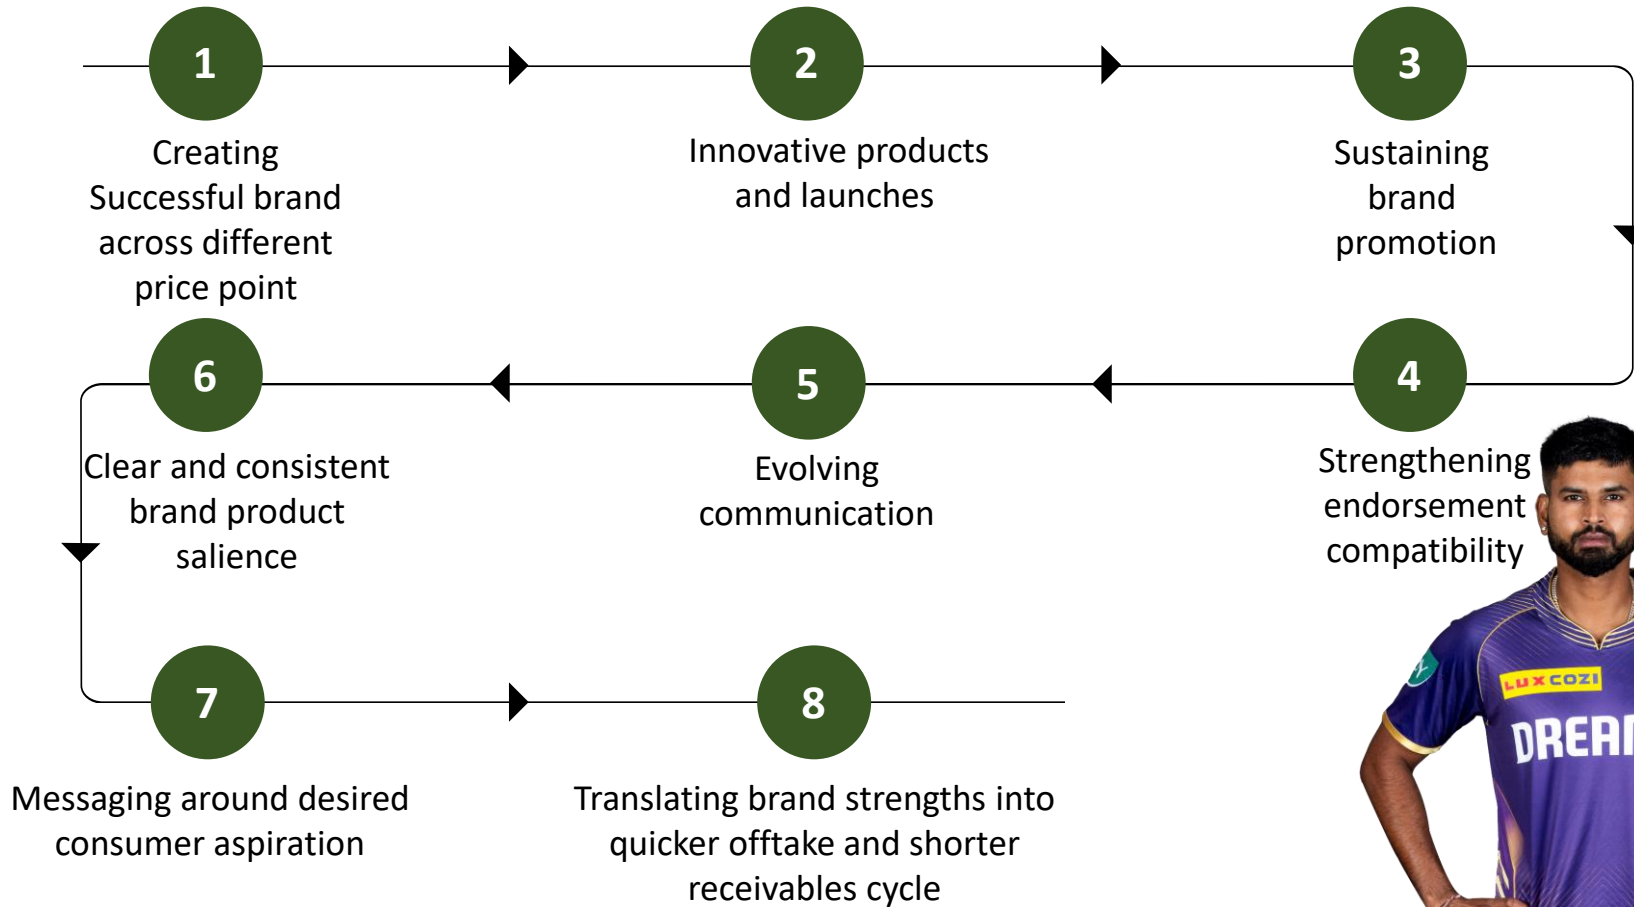 1
Creating
Successful brand
across different
price point
2
Innovative products
and launches
3
Sustaining
brand
promotion
4
Strengthening
endorsement
compatibility
5
Evolving
communication
6
Clear and consistent
brand product
salience
7
Messaging around desired
consumer aspiration
8
Translating brand strengths into
quicker offtake and shorter
receivables cycle
LUX COZI